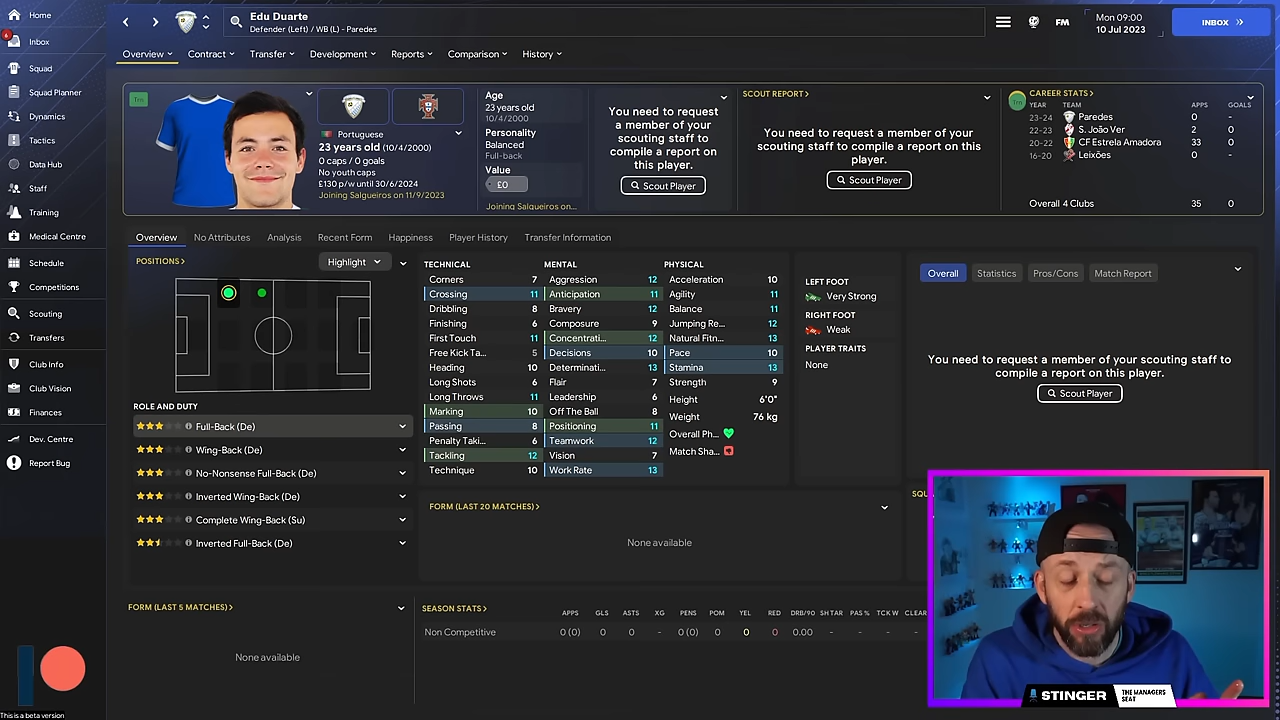 Home
6
Inbox
Squad
Squad Planner
Dynamics
Tactics
Data Hub
Staff
Training
Medical Centre
Schedule
Competitions
Scouting
Transfers
Club Info
Club Vision
Finances
Dev. Centre
Report Bug
This is a beta version
Edu Duarte
Defender (Left) / WB (L) - Paredes
FM
Mon 09:00
10 Jul 2023
INBOX
Overview
Contract
Transfer
Development
Reports
Comparison
History
Trn
Portuguese
23 years old (10/4/2000)
0 caps / 0 goals
No youth caps
£130 p/w until 30/6/2024
Joining Salgueiros on 11/9/2023
Age
23 years old
10/4/2000
Personality
Balanced
Full-back
Value
£0
Joining Salgueiros on...
You need to request
a member of your
scouting staff to
compile a report on
this player.
Scout Player
SCOUT REPORT
You need to request a member of your
scouting staff to compile a report on this
player.
Scout Player
Trn
CAREER STATS
YEAR TEAM APPS GOALS
23-24 Paredes 0 -
22-23 S. João Ver 2 0
20-22 CF Estrela Amadora 33 0
16-20 Leixões 0 -
Overall 4 Clubs 35 0
Overview
No Attributes
Analysis
Recent Form
Happiness
Player History
Transfer Information
POSITIONS
Highlight
ROLE AND DUTY
Full-Back (De)
Wing-Back (De)
No-Nonsense Full-Back (De)
Inverted Wing-Back (De)
Complete Wing-Back (Su)
Inverted Full-Back (De)
TECHNICAL
Corners 7
Crossing 11
Dribbling 8
Finishing 6
First Touch 11
Free Kick Ta... 5
Heading 10
Long Shots 6
Long Throws 11
Marking 10
Passing 8
Penalty Taki... 6
Tackling 12
Technique 10
MENTAL
Aggression 12
Anticipation 11
Bravery 12
Composure 9
Concentrati... 12
Decisions 10
Determinati... 13
Flair 7
Leadership 6
Off The Ball 8
Positioning 11
Teamwork 12
Vision 7
Work Rate 13
PHYSICAL
Acceleration 10
Agility 11
Balance 11
Jumping Re... 12
Natural Fitn... 13
Pace 10
Stamina 13
Strength 9
Height 6'0"
Weight 76 kg
Overall Ph...
Match Sha...
LEFT FOOT
Very Strong
RIGHT FOOT
Weak
PLAYER TRAITS
None
Overall
Statistics
Pros/Cons
Match Report
You need to request a member of your scouting staff to
compile a report on this player.
Scout Player
FORM (LAST 20 MATCHES)
None available
SQU
FORM (LAST 5 MATCHES)
None available
SEASON STATS APPS GLS ASTS XG PENS POM YEL RED DRB/90 SH TAR PAS % TCK W CLEAR
Non Competitive 0 (0) 0 0 - 0 (0) 0 0 0 0.00 - - - -
STINGER
THE MANAGERS
SEAT